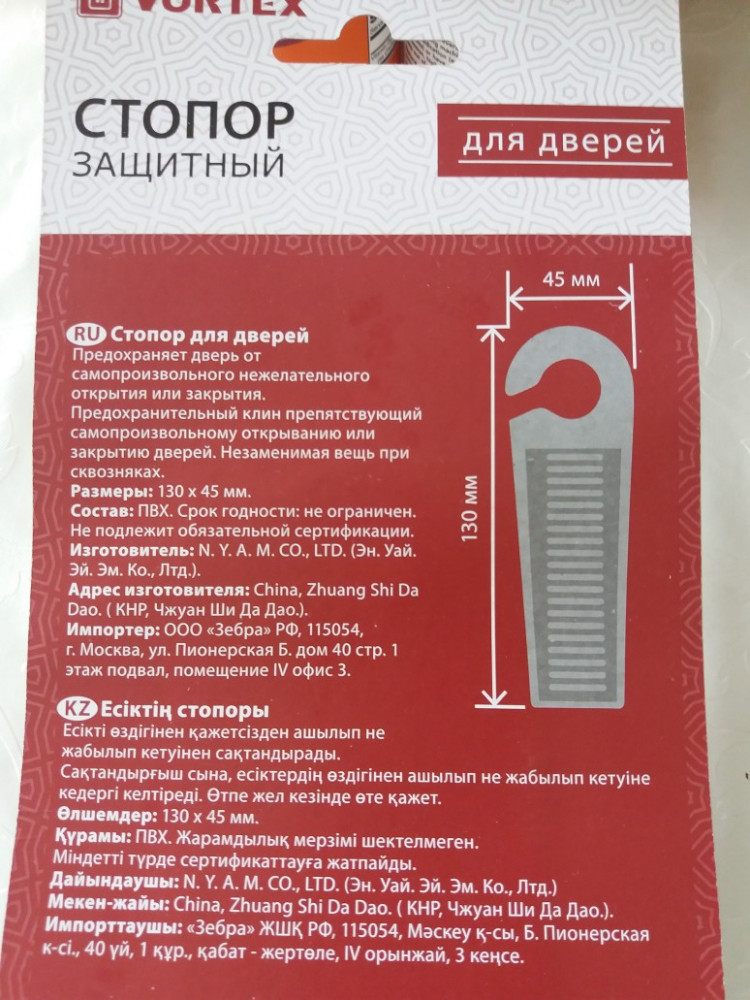 VORTEX
СТОПОР
ЗАЩИТНЫЙ
для дверей
45 мм
130 мм
RU Стопор для дверей
Предохраняет дверь от
самопроизвольного нежелательного
открытия или закрытия.
Предохранительный клин препятствующий
самопроизвольному открыванию или
закрытию дверей. Незаменимая вещь при
сквозняках.
Размеры: 130 х 45 мм.
Состав: ПВХ. Срок годности: не ограничен.
Не подлежит обязательной сертификации.
Изготовитель: N. Y. A. M. CO., LTD. (Эн. Уай.
Эй. Эм. Ко., Лтд.).
Адрес изготовителя: China, Zhuang Shi Da
Dao. ( КНР, Чжуан Ши Да Дао.).
Импортер: ООО «Зебра» РФ, 115054,
г. Москва, ул. Пионерская Б. дом 40 стр. 1
этаж подвал, помещение IV офис 3.
KZ Есіктің стопоры
Есікті өздігінен қажетсізден ашылып не
жабылып кетуінен сақтандырады.
Сақтандырғыш сына, есіктердің өздігінен ашылып не жабылып кетуіне
кедергі келтіреді. Өтпе жел кезінде өте қажет.
Өлшемдер: 130 х 45 мм.
Құрамы: ПВХ. Жарамдылық мерзімі шектелмеген.
Міндетті түрде сертификаттауға жатпайды.
Дайындаушы: N. Y. A. M. CO., LTD. (Эн. Уай. Эй. Эм. Ко., Лтд.)
Мекен-жайы: China, Zhuang Shi Da Dao. ( КНР, Чжуан Ши Да Дао.).
Импорттаушы: «Зебра» ЖШҚ РФ, 115054, Мәскеу қ-сы, Б. Пионерская
к-сі., 40 үй, 1 құр., қабат - жертөле, IV орынжай, 3 кеңсе.